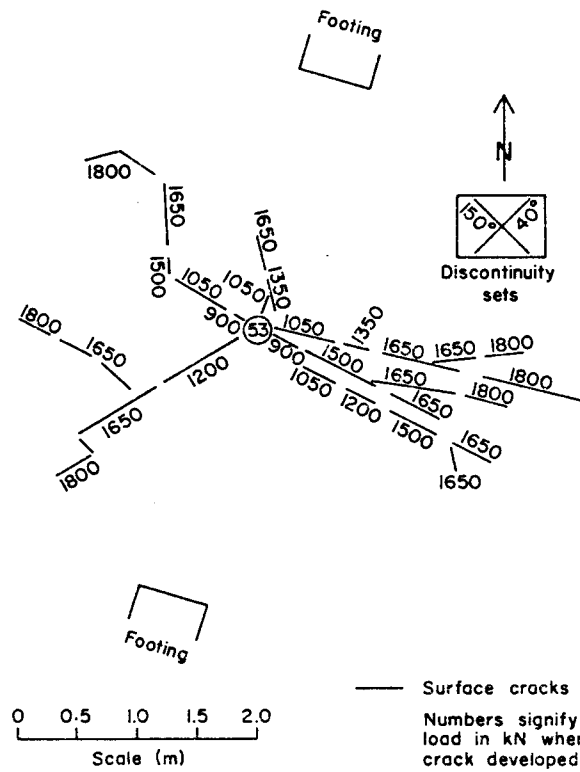 Footing
N
150° 40°
Discontinuity
sets
1800
1650
1500
1050
900
1050
1650
1350
53
1050
1350
1650
1650
1800
1800
900
1500
1650
1800
1650
1050
1200
1500
1650
1650
1800
1650
1200
1650
1800
Footing
0 0·5 1·0 1·5 2.0
Scale (m)
Surface cracks
Numbers signify
load in kN when
crack developed